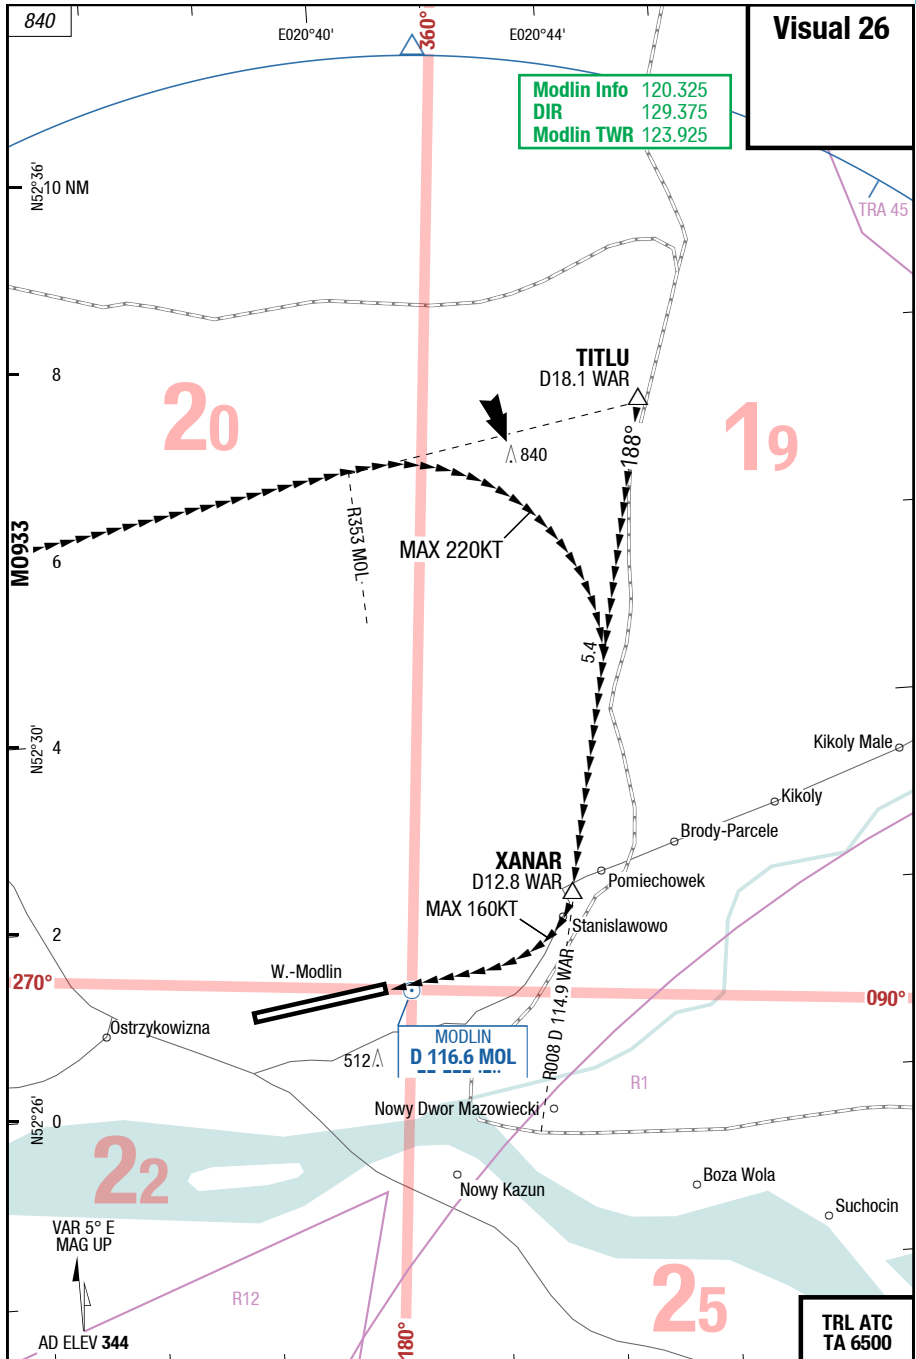 840
E020°40'
360°
E020°44'
Visual 26
Modlin Info 120.325
DIR 129.375
Modlin TWR 123.925
N52°36'
10 NM
TRA 45
TITLU
D18.1 WAR
8
20
19
188°
840
R353 MOL
MAX 220KT
M0933
6
5.4
N52°30'
4
Kikoly Male
Kikoly
Brody-Parcele
XANAR
D12.8 WAR
Pomiechowek
MAX 160KT
Stanislawowo
2
W.-Modlin
270°
090°
Ostrzykowizna
MODLIN
D 116.6 MOL
512
R008 D 114.9 WAR
R1
Nowy Dwor Mazowiecki
N52°26'
0
22
Nowy Kazun
Boza Wola
Suchocin
VAR 5° E
MAG UP
R12
25
AD ELEV 344
180°
TRL ATC
TA 6500